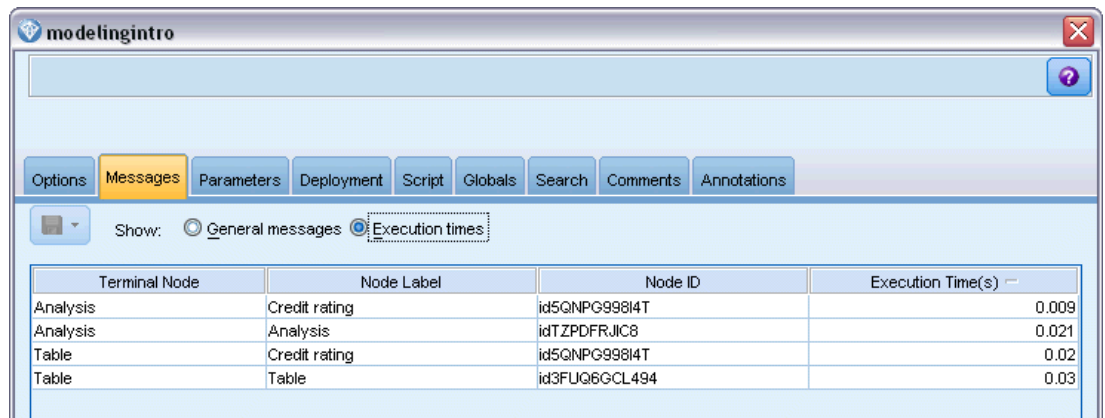 modelingintro
Options Messages Parameters Deployment Script Globals Search Comments Annotations
Show: General messages Execution times
Terminal Node Node Label Node ID Execution Time(s)
Analysis Credit rating id5QNPG998I4T 0.009
Analysis Analysis idTZPDFRJIC8 0.021
Table Credit rating id5QNPG998I4T 0.02
Table Table id3FUQ6GCL494 0.03